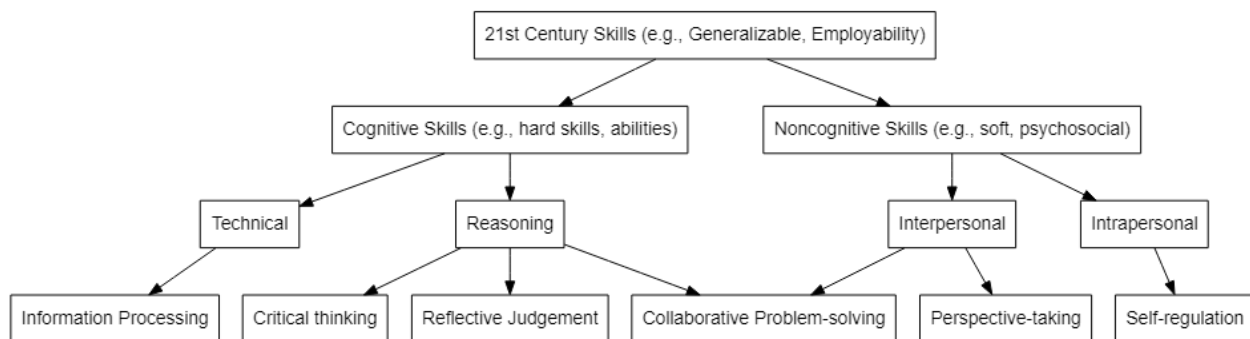 21st Century Skills (e.g., Generalizable, Employability)
Cognitive Skills (e.g., hard skills, abilities)
Noncognitive Skills (e.g., soft, psychosocial)
Technical
Reasoning
Interpersonal
Intrapersonal
Information Processing
Critical thinking
Reflective Judgement
Collaborative Problem-solving
Perspective-taking
Self-regulation